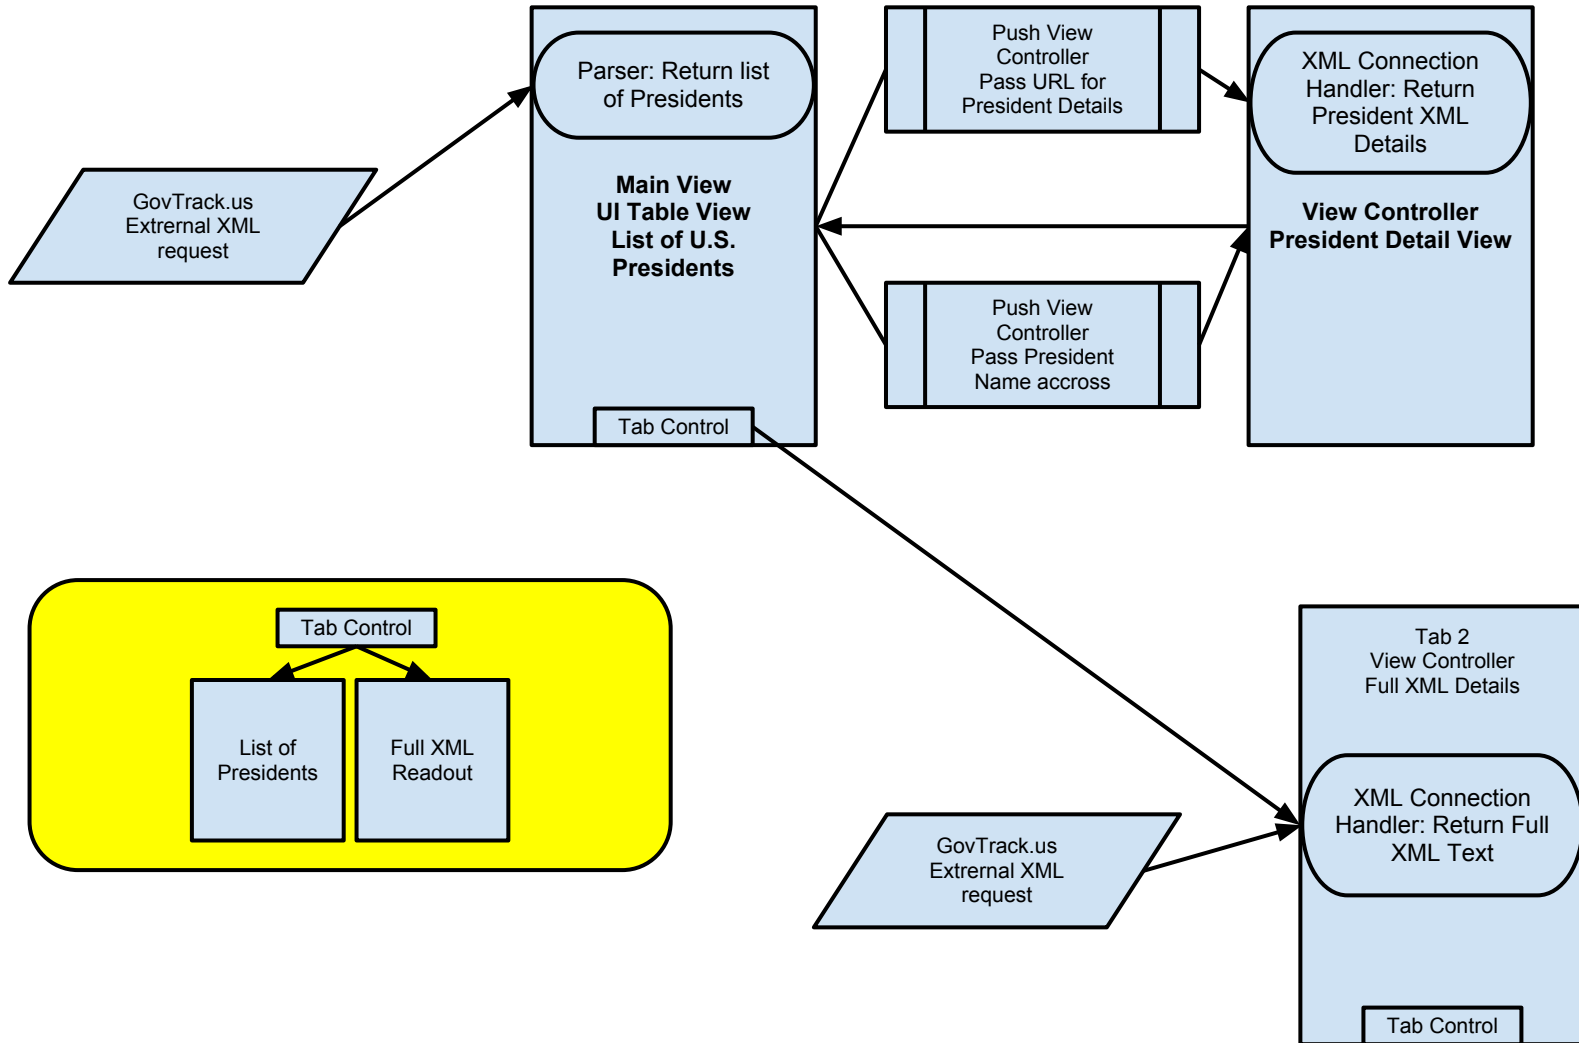 Parser: Return list
of Presidents
Push View
Controller
Pass URL for
President Details
XML Connection
Handler: Return
President XML
Details
GovTrack.us
Extrernal XML
request
Main View
UI Table View
List of U.S.
Presidents
View Controller
President Detail View
Push View
Controller
Pass President
Name accross
Tab Control
Tab Control
List of
Presidents
Full XML
Readout
Tab 2
View Controller
Full XML Details
GovTrack.us
Extrernal XML
request
XML Connection
Handler: Return Full
XML Text
Tab Control